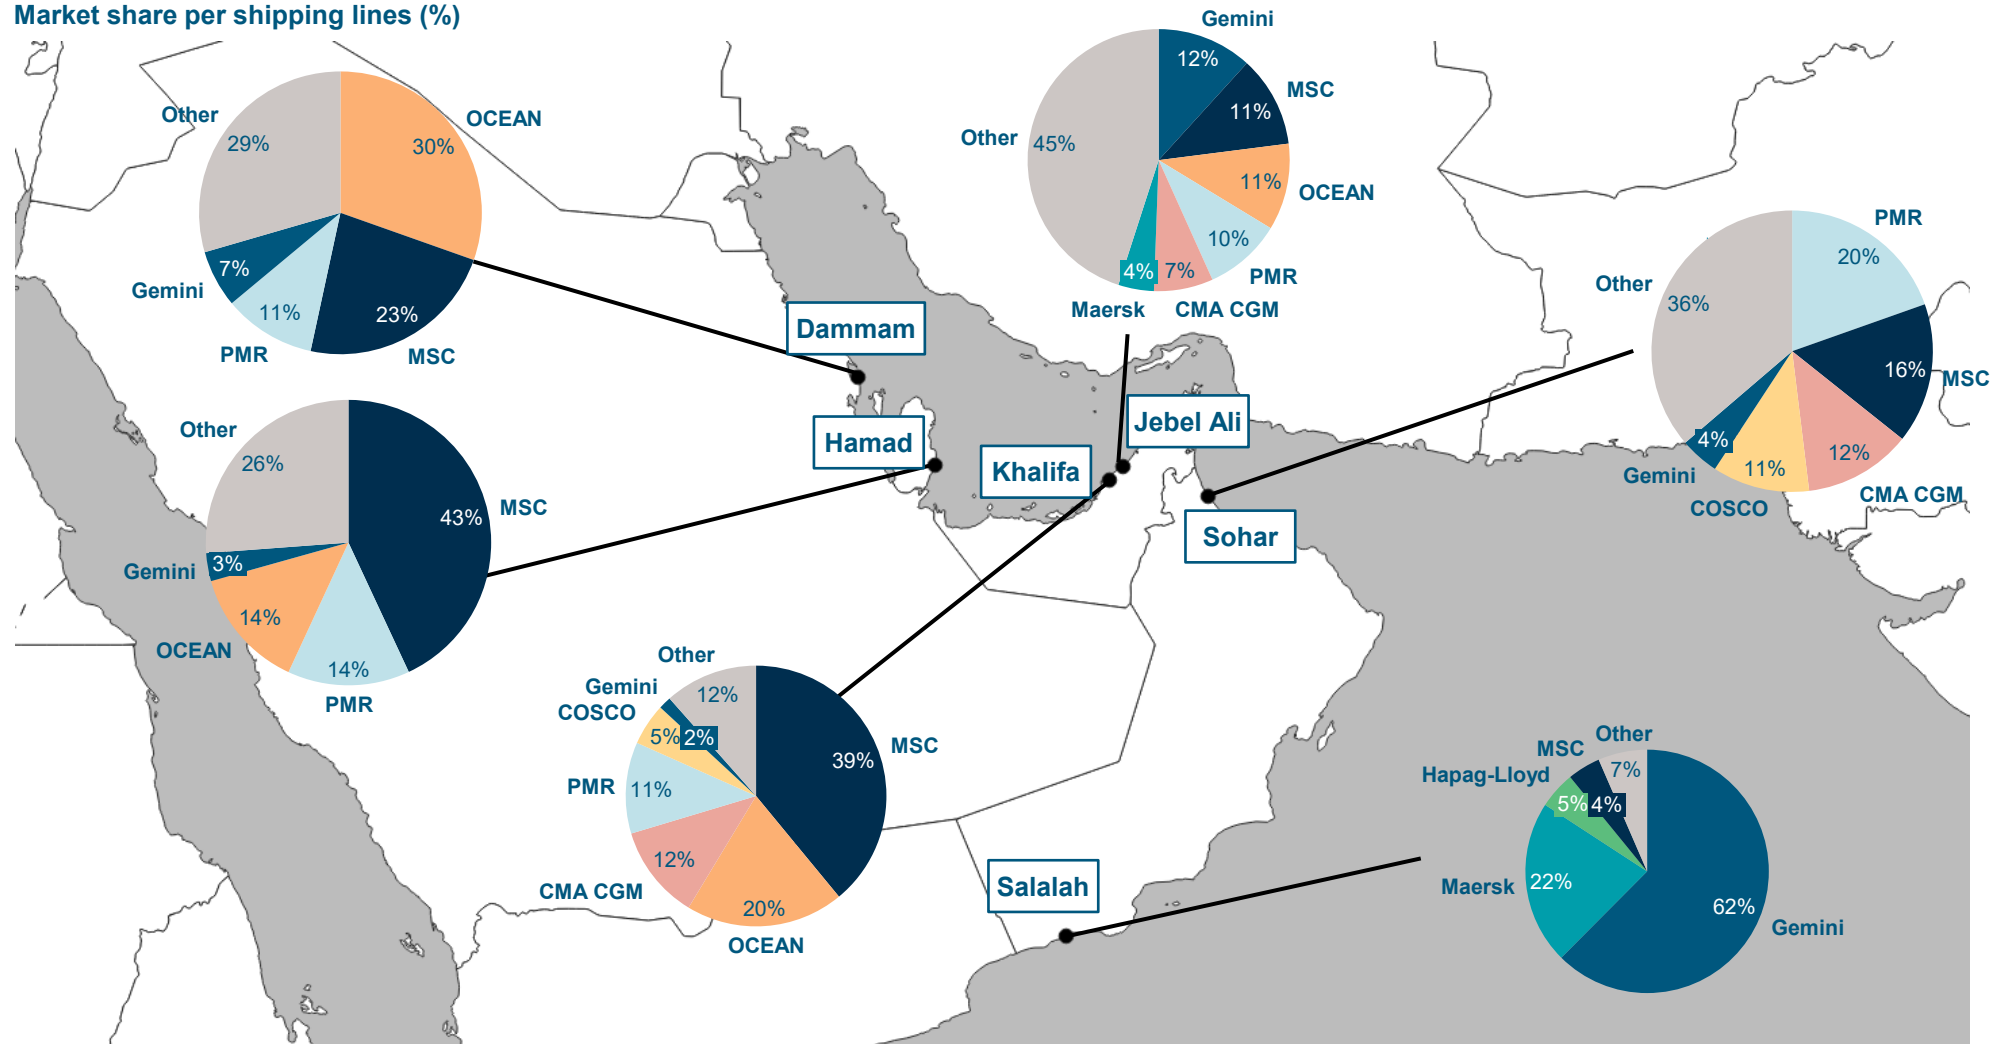 Market share per shipping lines (%)
Other
29%
OCEAN
30%
Gemini
7%
PMR
11%
MSC
23%
Gemini
12%
MSC
11%
Other
45%
OCEAN
11%
PMR
10%
Maersk
4%
CMA CGM
7%
PMR
20%
Other
36%
MSC
16%
Gemini
4%
COSCO
11%
CMA CGM
12%
Dammam
Hamad
Khalifa
Jebel Ali
Sohar
Salalah
Other
26%
MSC
43%
Gemini
3%
OCEAN
14%
PMR
14%
Other
12%
Gemini
2%
COSCO
5%
MSC
39%
PMR
11%
CMA CGM
12%
OCEAN
20%
Other
7%
MSC
4%
Hapag-Lloyd
5%
Maersk
22%
Gemini
62%